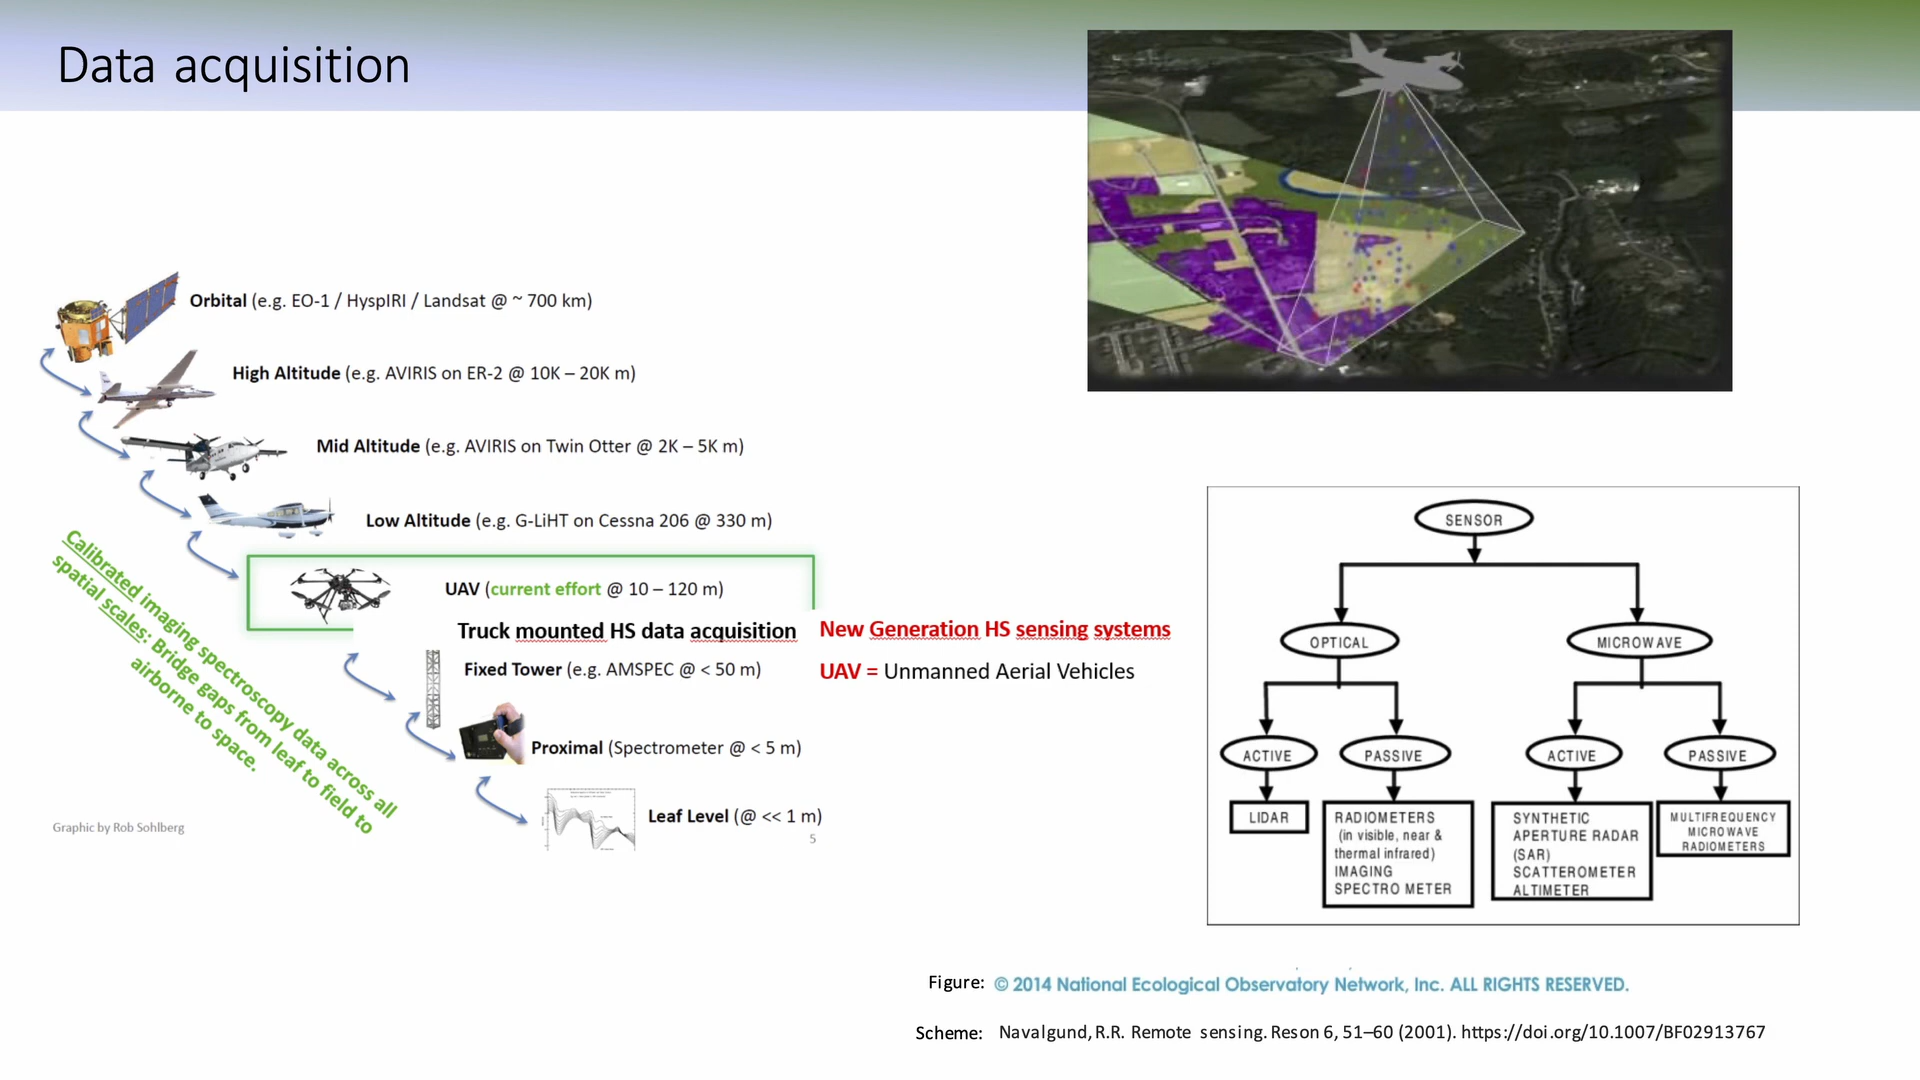 Data acquisition
Orbital (e.g. EO-1 / HyspIRI / Landsat @ ~ 700 km)
High Altitude (e.g. AVIRIS on ER-2 @ 10K – 20K m)
Mid Altitude (e.g. AVIRIS on Twin Otter @ 2K – 5K m)
Low Altitude (e.g. G-LiHT on Cessna 206 @ 330 m)
UAV (current effort @ 10 – 120 m)
Truck mounted HS data acquisition
New Generation HS sensing systems
Fixed Tower (e.g. AMSPEC @ < 50 m)
UAV = Unmanned Aerial Vehicles
Proximal (Spectrometer @ < 5 m)
Leaf Level (@ << 1 m)
5
Calibrated imaging spectroscopy data across all
spatial scales: Bridge gaps from leaf to field to
airborne to space.
Graphic by Rob Sohlberg
SENSOR
OPTICAL
MICROWAVE
ACTIVE
PASSIVE
ACTIVE
PASSIVE
LIDAR
RADIOMETERS
(in visible, near &
thermal infrared)
IMAGING
SPECTRO METER
SYNTHETIC
APERTURE RADAR
(SAR)
SCATTEROMETER
ALTIMETER
MULTIFREQUENCY
MICROWAVE
RADIOMETERS
Figure: © 2014 National Ecological Observatory Network, Inc. ALL RIGHTS RESERVED.
Scheme: Navalgund, R.R. Remote sensing. Reson 6, 51–60 (2001). https://doi.org/10.1007/BF02913767